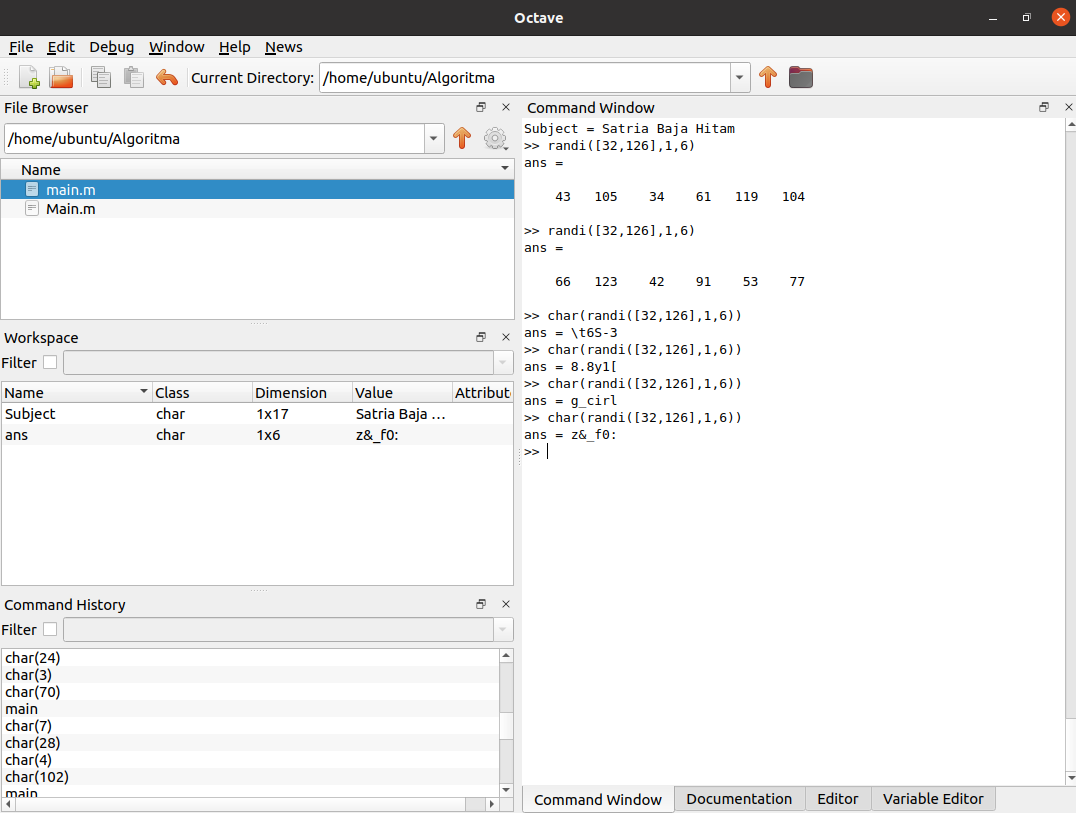 Octave
File Edit Debug Window Help News
Current Directory: /home/ubuntu/Algoritma
File Browser
/home/ubuntu/Algoritma
Name
main.m
Main.m
Workspace
Filter
Name Class Dimension Value Attribut
Subject char 1x17 Satria Baja ...
ans char 1x6 z&_f0:
Command History
Filter
char(24)
char(3)
char(70)
main
char(7)
char(28)
char(4)
char(102)
main
Command Window
Subject = Satria Baja Hitam
>> randi([32,126],1,6)
ans =
43 105 34 61 119 104
>> randi([32,126],1,6)
ans =
66 123 42 91 53 77
>> char(randi([32,126],1,6))
ans = \t6S-3
>> char(randi([32,126],1,6))
ans = 8.8y1[
>> char(randi([32,126],1,6))
ans = g_cirl
>> char(randi([32,126],1,6))
ans = z&_f0:
>>
Command Window Documentation Editor Variable Editor